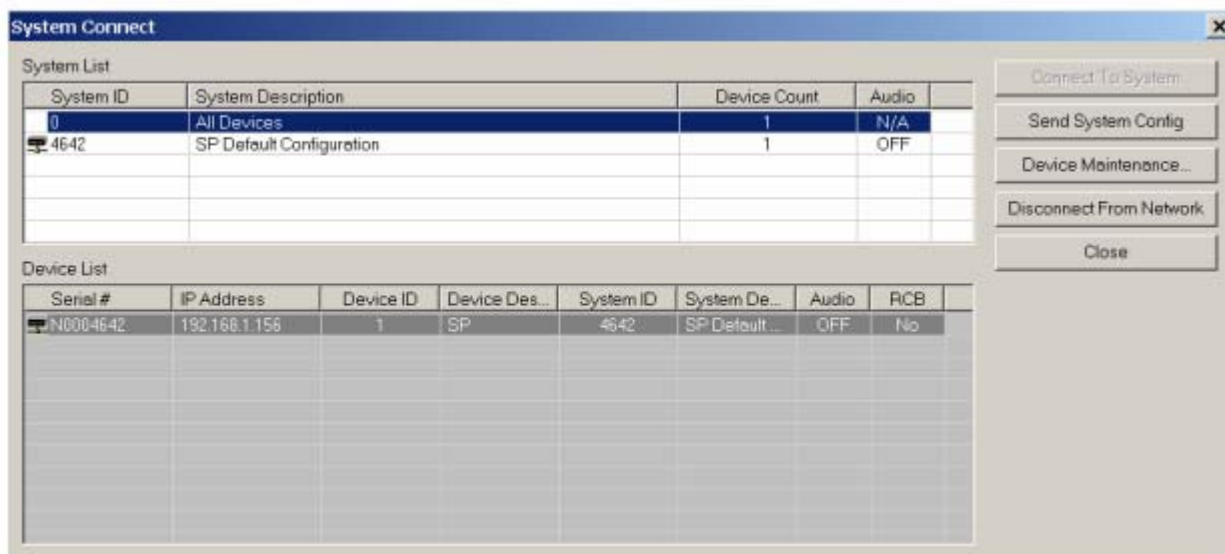 System Connect
System List
System ID System Description Device Count Audio
0 All Devices 1 N/A
4642 SP Default Configuration 1 OFF
Connect To System
Send System Config
Device Maintenance...
Disconnect From Network
Close
Device List
Serial # IP Address Device ID Device Des... System ID System De... Audio RCB
N0004642 192.168.1.156 1 SP 4642 SP Default ... OFF No